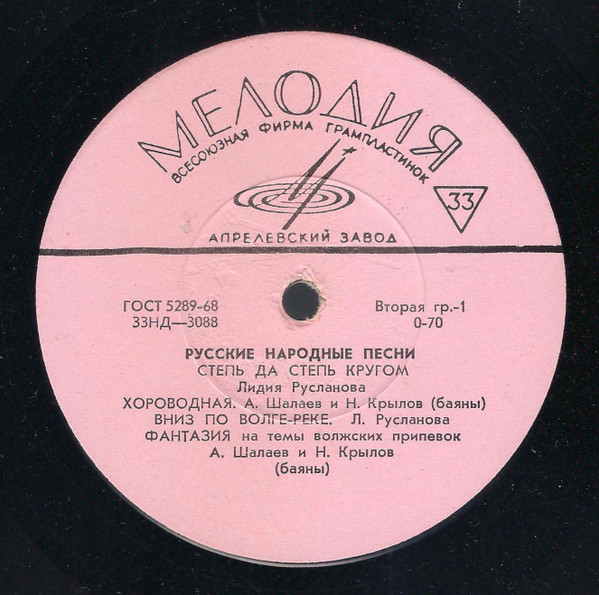 МЕЛОДИЯ
ВСЕСОЮЗНАЯ ФИРМА ГРАМПЛАСТИНОК
33
АПРЕЛЕВСКИЙ ЗАВОД
ГОСТ 5289-68 Вторая гр.-1
33НД—3088 0-70
РУССКИЕ НАРОДНЫЕ ПЕСНИ
СТЕПЬ ДА СТЕПЬ КРУГОМ
Лидия Русланова
ХОРОВОДНАЯ. А. Шалаев и Н. Крылов (баяны)
ВНИЗ ПО ВОЛГЕ-РЕКЕ. Л. Русланова
ФАНТАЗИЯ на темы волжских припевок
А. Шалаев и Н. Крылов
(баяны)